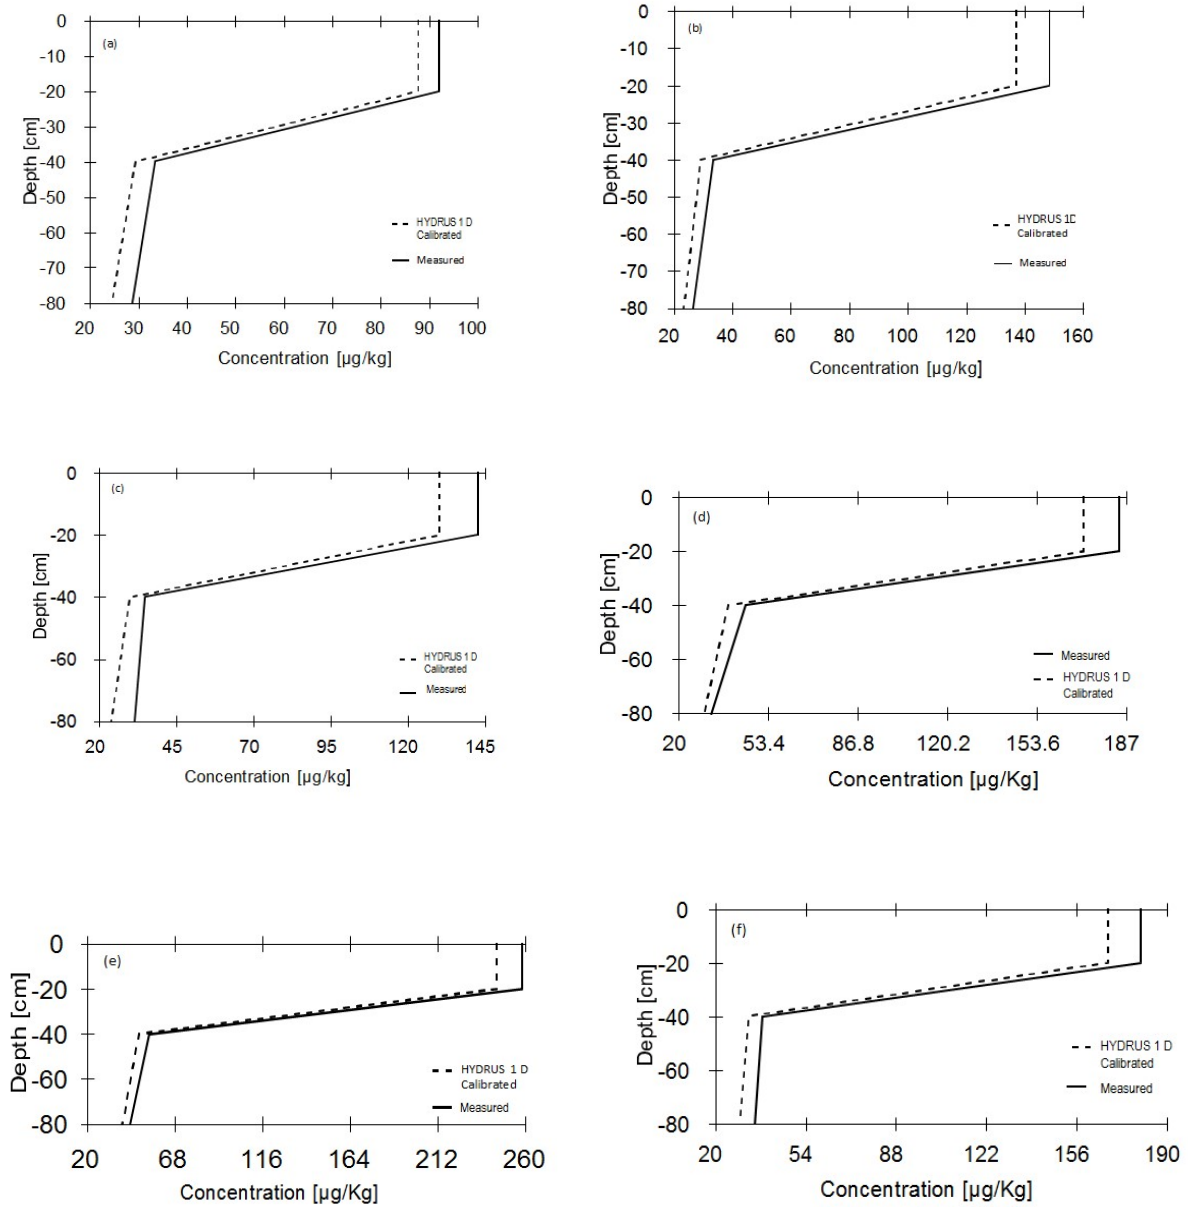 (a)
0
-10
-20
-30
-40
-50
-60
-70
-80
Depth [cm]
HYDRUS 1 D
Calibrated
Measured
20 30 40 50 60 70 80 90 100
Concentration [µg/kg]
(b)
0
-10
-20
-30
-40
-50
-60
-70
-80
Depth [cm]
HYDRUS 1D
Calibrated
Measured
20 40 60 80 100 120 140 160
Concentration [µg/kg]
(c)
0
-20
-40
-60
-80
Depth [cm]
HYDRUS 1 D
Calibrated
Measured
20 45 70 95 120 145
Concentration [µg/kg]
(d)
0
-20
-40
-60
-80
Depth [cm]
Measured
HYDRUS 1 D
Calibrated
20 53.4 86.8 120.2 153.6 187
Concentration [µg/Kg]
(e)
0
-20
-40
-60
-80
Depth [cm]
HYDRUS 1 D
Calibrated
Measured
20 68 116 164 212 260
Concentration [µg/Kg]
(f)
0
-20
-40
-60
-80
Depth [cm]
HYDRUS 1 D
Calibrated
Measured
20 54 88 122 156 190
Concentration [µg/Kg]